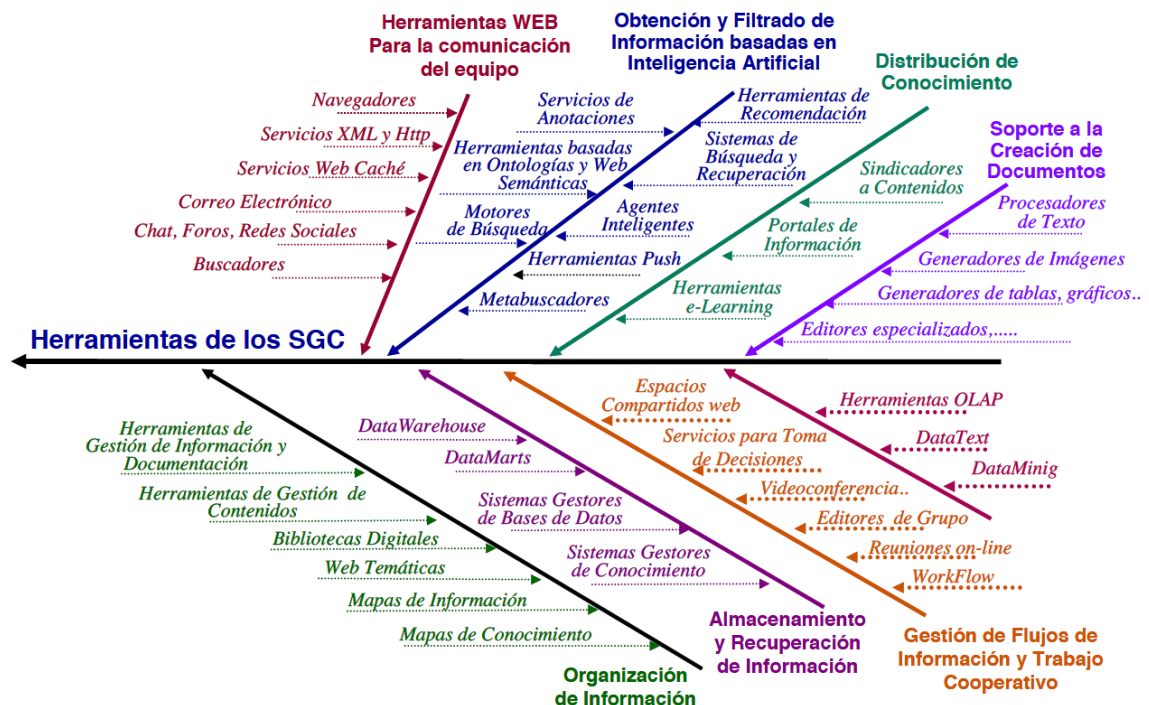 Herramientas WEB
Para la comunicación
del equipo
Navegadores
Servicios XML y Http
Servicios Web Caché
Correo Electrónico
Chat, Foros, Redes Sociales
Buscadores
Obtención y Filtrado de
Información basadas en
Inteligencia Artificial
Servicios de
Anotaciones
Herramientas basadas
en Ontologías y Web
Semánticas
Motores
de Búsqueda
Herramientas de
Recomendación
Sistemas de
Búsqueda y
Recuperación
Agentes
Inteligentes
Herramientas Push
Metabuscadores
Distribución de
Conocimiento
Sindicadores
a Contenidos
Portales de
Información
Herramientas
e-Learning
Soporte a la
Creación de
Documentos
Procesadores
de Texto
Generadores de Imágenes
Generadores de tablas, gráficos..
Editores especializados,.....
Herramientas de los SGC
Herramientas de
Gestión de Información y
Documentación
Herramientas de Gestión de
Contenidos
Bibliotecas Digitales
Web Temáticas
Mapas de Información
Mapas de Conocimiento
Organización
de Información
DataWarehouse
DataMarts
Sistemas Gestores
de Bases de Datos
Sistemas Gestores
de Conocimiento
Almacenamiento
y Recuperación
de Información
Espacios
Compartidos web
Servicios para Toma
de Decisiones
Videoconferencia..
Editores de Grupo
Reuniones on-line
WorkFlow
Gestión de Flujos de
Información y Trabajo
Cooperativo
Herramientas OLAP
DataText
DataMinig